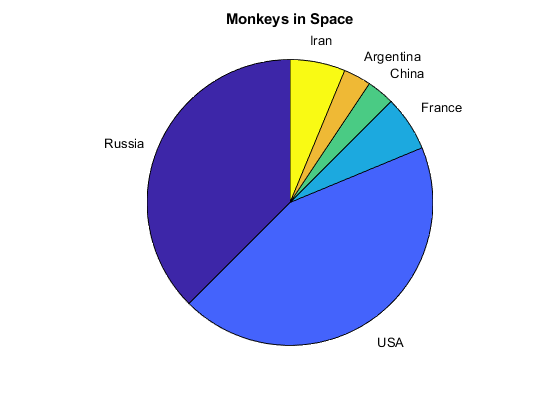 Monkeys in Space
Iran
Argentina
China
France
Russia
USA